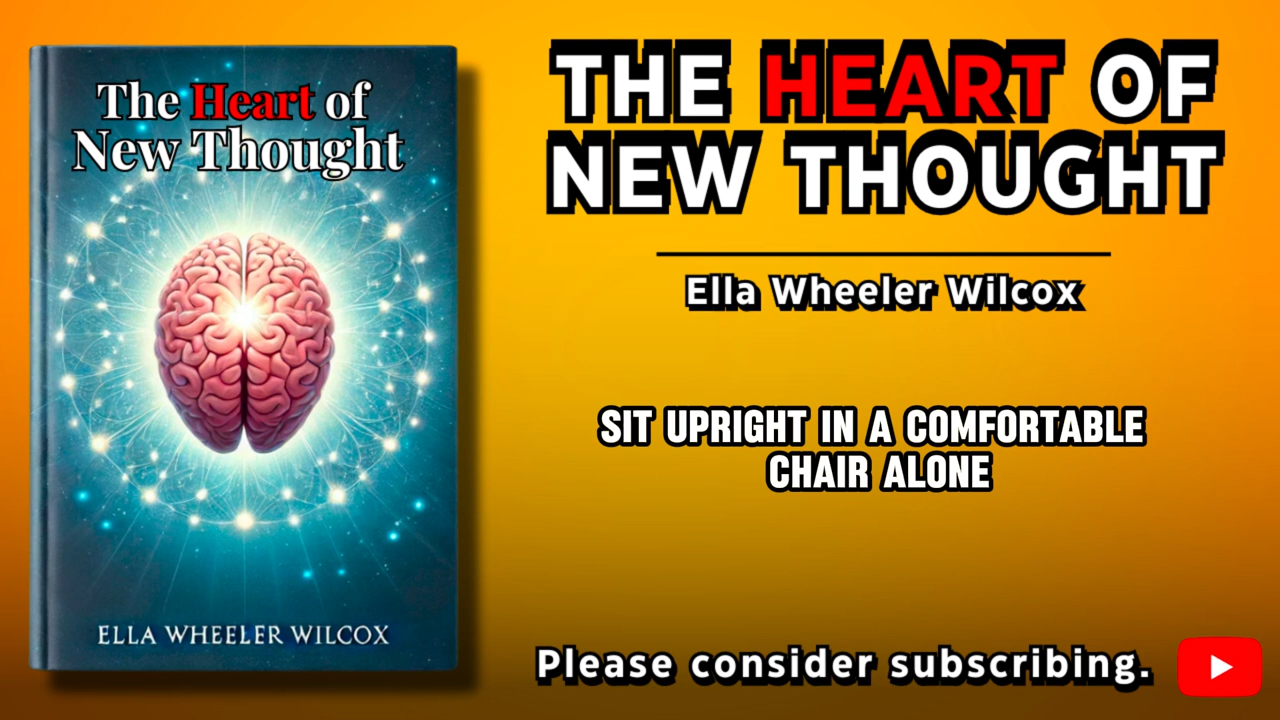 The Heart of
New Thought
ELLA WHEELER WILCOX
THE HEART OF
NEW THOUGHT
Ella Wheeler Wilcox
SIT UPRIGHT IN A COMFORTABLE
CHAIR ALONE
Please consider subscribing.